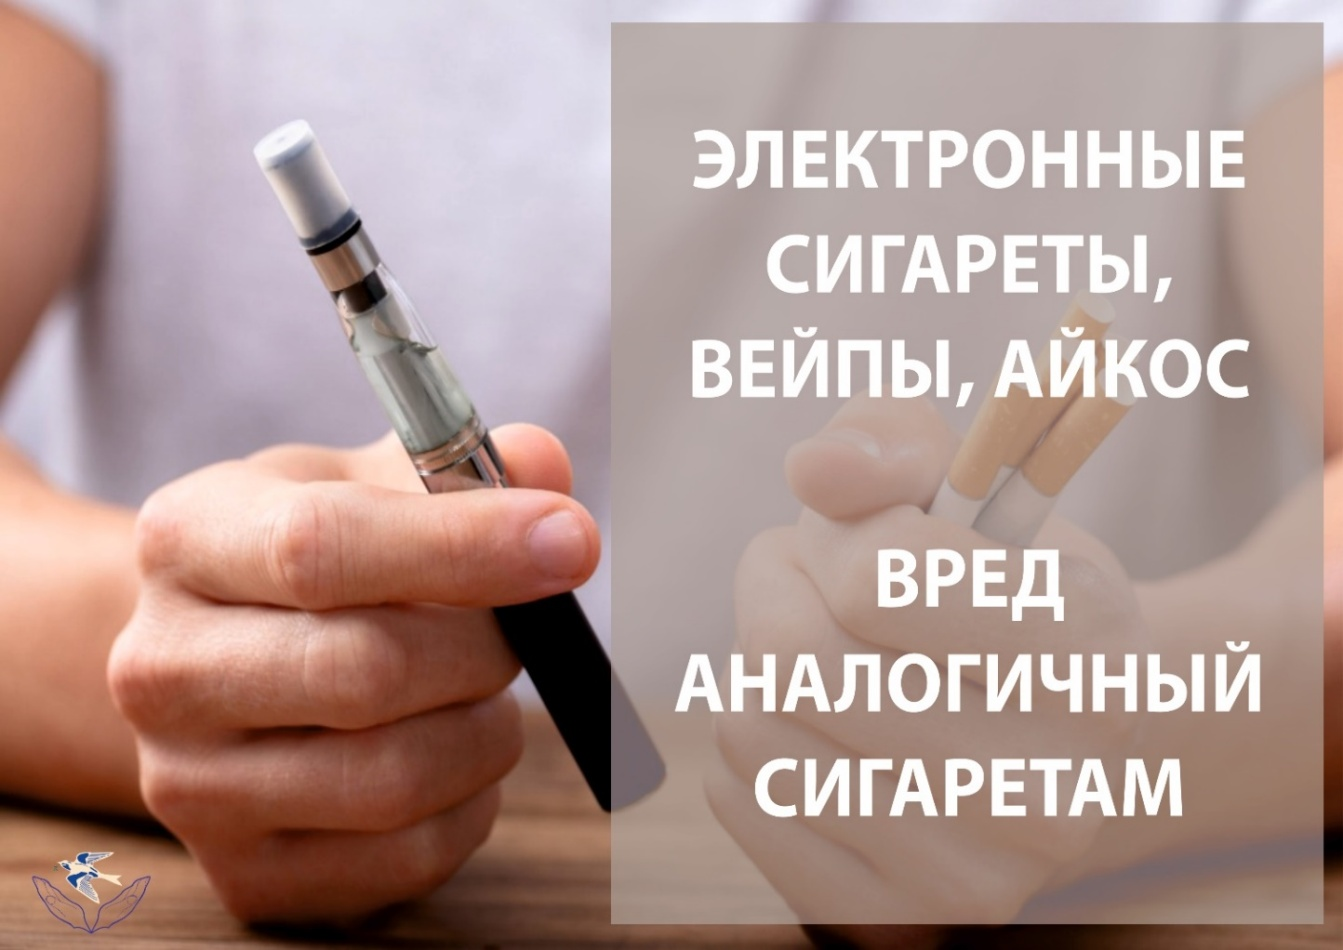 ЭЛЕКТРОННЫЕ
СИГАРЕТЫ,
ВЕЙПЫ, АЙКОС
ВРЕД
АНАЛОГИЧНЫЙ
СИГАРЕТАМ